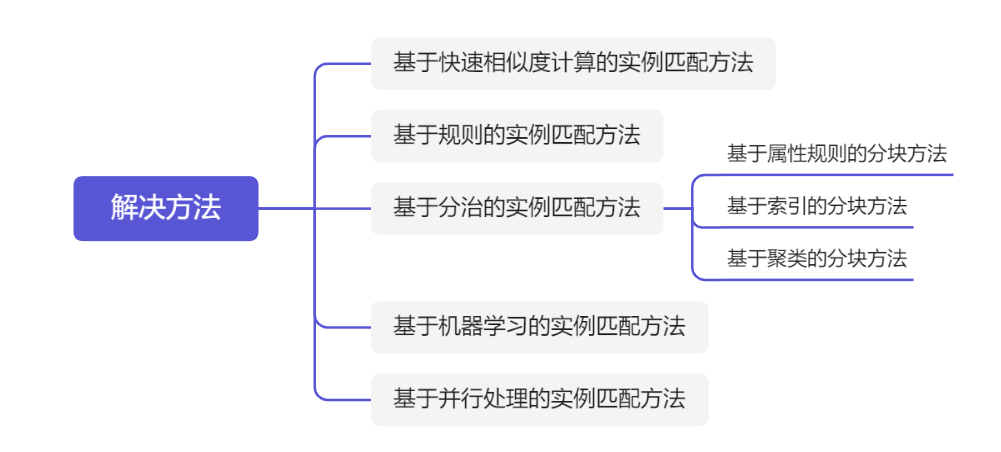 解决方法
基于快速相似度计算的实例匹配方法
基于规则的实例匹配方法
基于分治的实例匹配方法
基于属性规则的分块方法
基于索引的分块方法
基于聚类的分块方法
基于机器学习的实例匹配方法
基于并行处理的实例匹配方法